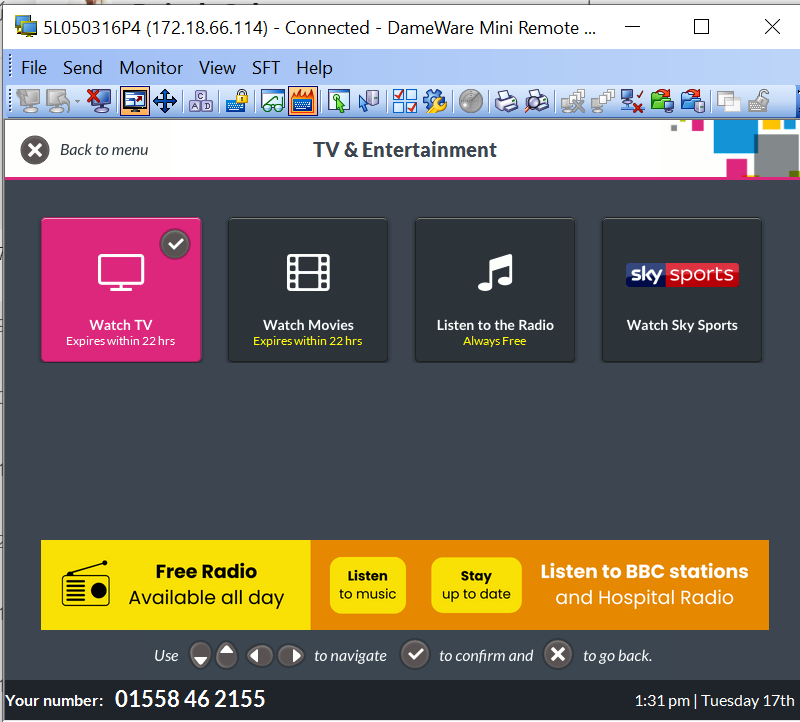 5L050316P4 (172.18.66.114) - Connected - DameWare Mini Remote ...
File Send Monitor View SFT Help
Back to menu
TV & Entertainment
Watch TV
Expires within 22 hrs
Watch Movies
Expires within 22 hrs
Listen to the Radio
Always Free
sky sports
Watch Sky Sports
Free Radio
Available all day
Listen
to music
Stay
up to date
Listen to BBC stations
and Hospital Radio
Use to navigate to confirm and to go back.
Your number: 01558 46 2155
1:31 pm | Tuesday 17th